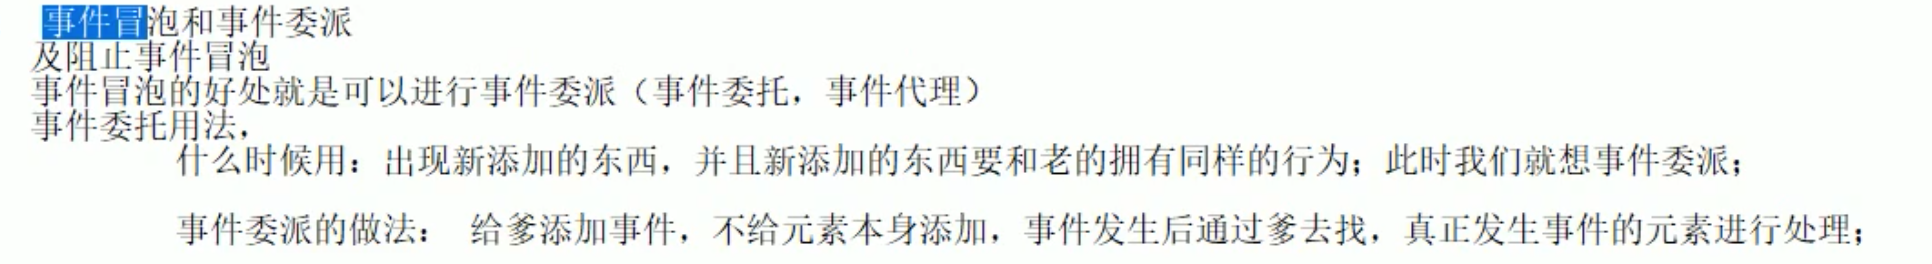 事件冒泡和事件委派
及阻止事件冒泡
事件冒泡的好处就是可以进行事件委派（事件委托，事件代理）
事件委托用法，
什么时候用：出现新添加的东西，并且新添加的东西要和老的拥有同样的行为；此时我们就想事件委派；
事件委派的做法： 给爹添加事件，不给元素本身添加，事件发生后通过爹去找，真正发生事件的元素进行处理；